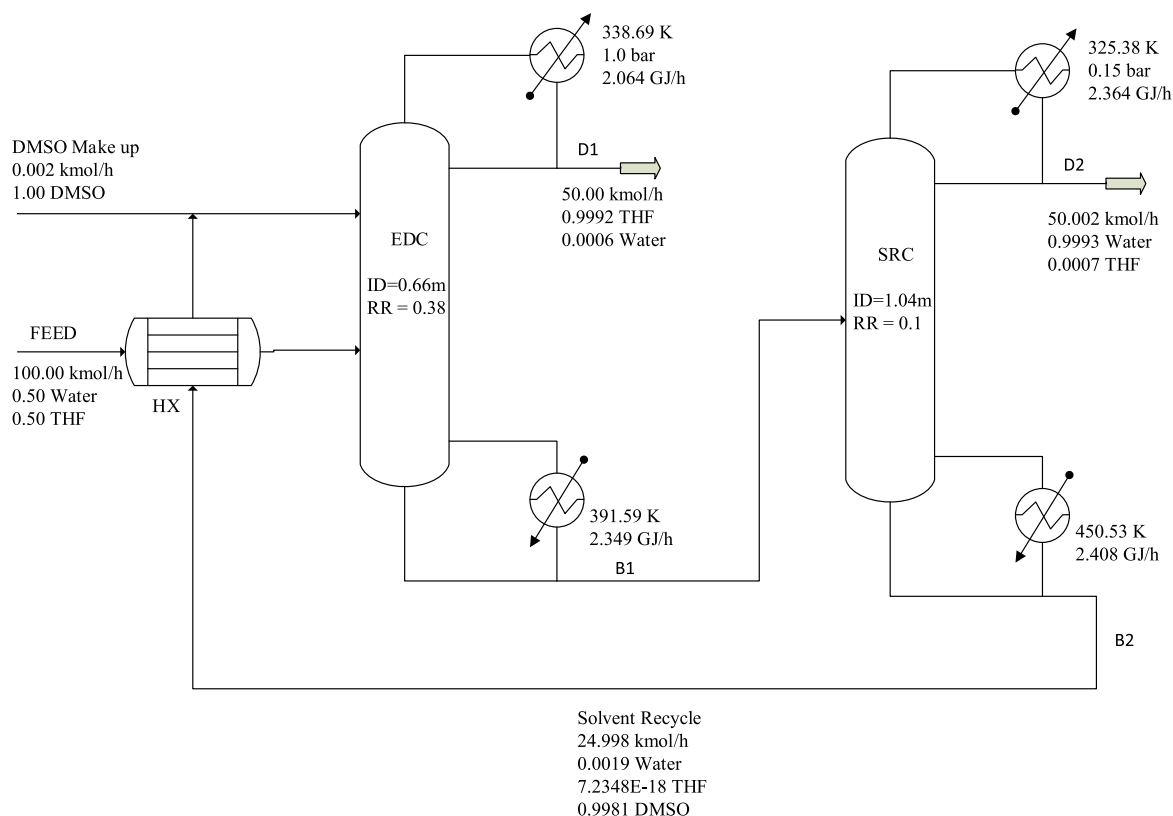 338.69 K
1.0 bar
2.064 GJ/h
325.38 K
0.15 bar
2.364 GJ/h
DMSO Make up
0.002 kmol/h
1.00 DMSO
D1
50.00 kmol/h
0.9992 THF
0.0006 Water
D2
50.002 kmol/h
0.9993 Water
0.0007 THF
EDC
ID=0.66m
RR = 0.38
SRC
ID=1.04m
RR = 0.1
FEED
100.00 kmol/h
0.50 Water
0.50 THF
HX
391.59 K
2.349 GJ/h
B1
450.53 K
2.408 GJ/h
B2
Solvent Recycle
24.998 kmol/h
0.0019 Water
7.2348E-18 THF
0.9981 DMSO